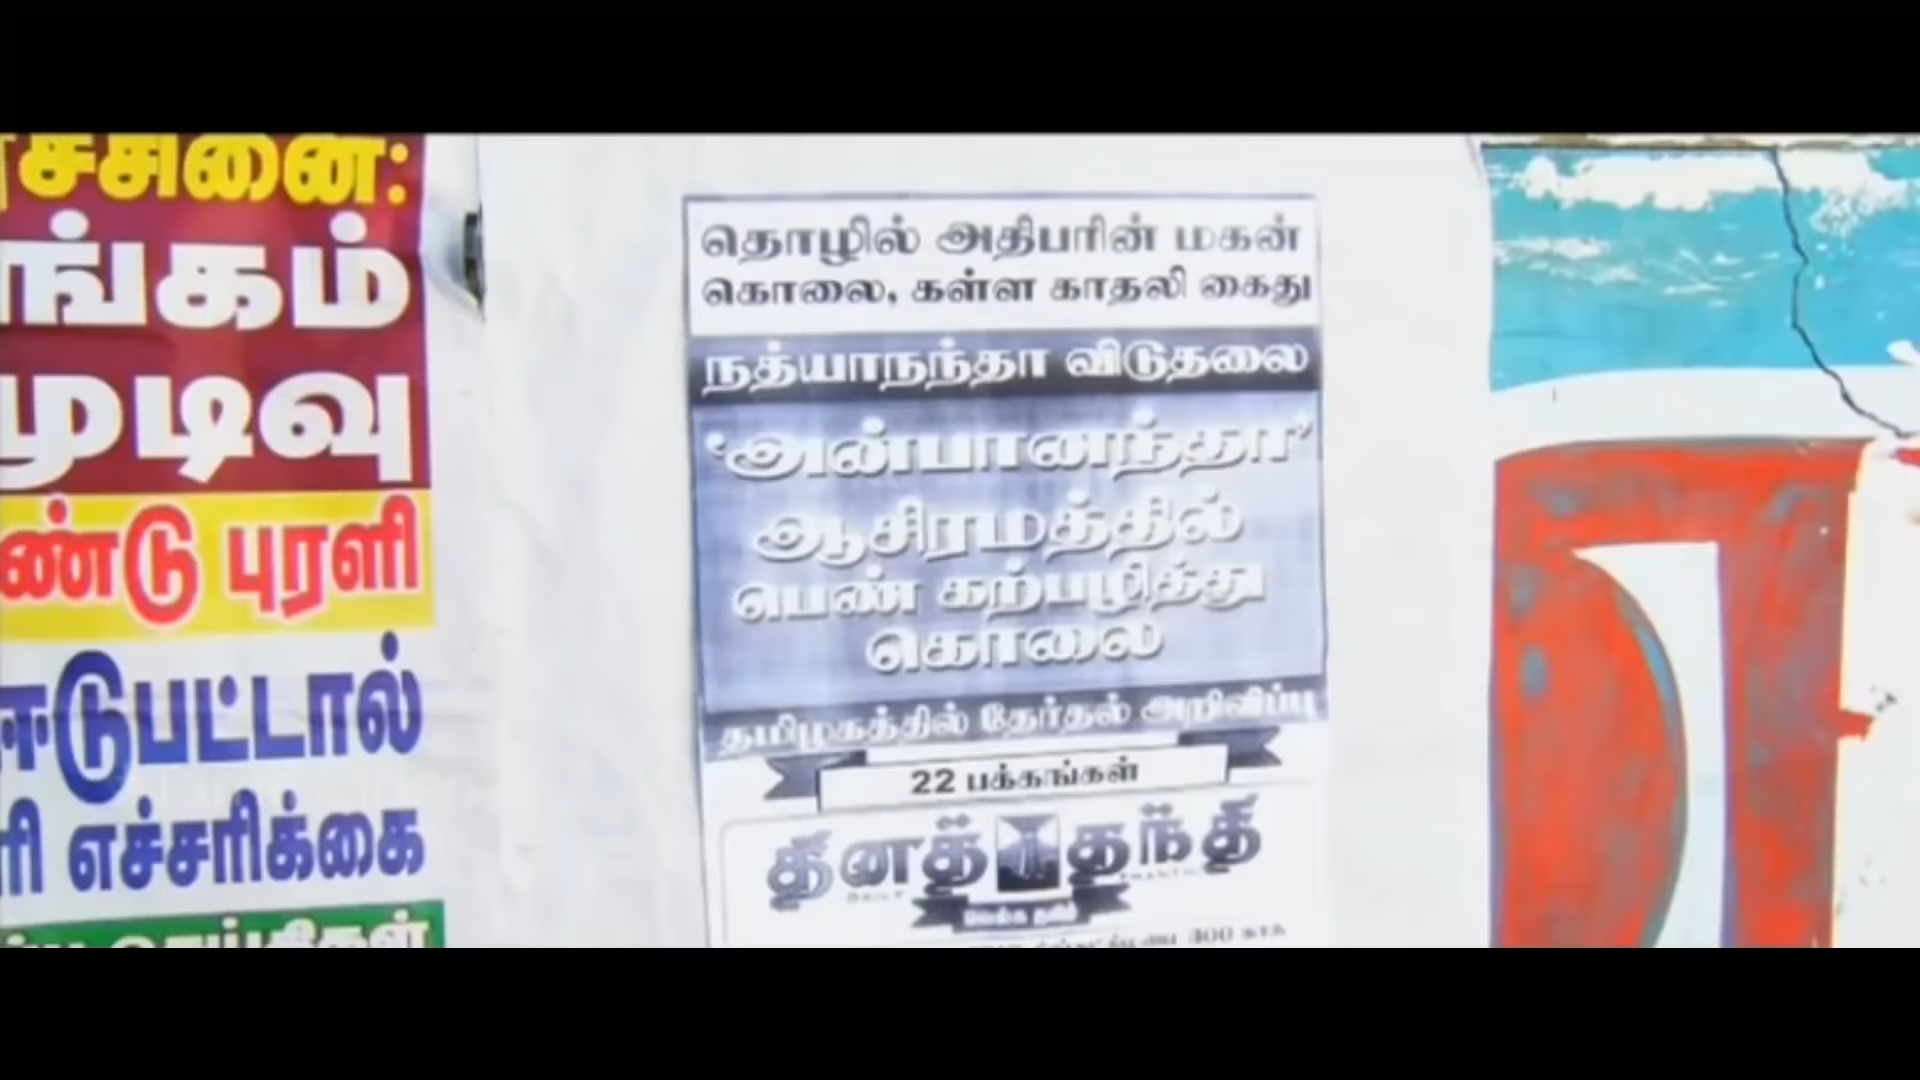 ச்சினை:
ங்கம்
முடிவு
ண்டு புரளி
ஈடுபட்டால்
ரி எச்சரிக்கை
தொழில் அதிபரின் மகன்
கொலை, கள்ள காதலி கைது
நத்யாநந்தா விடுதலை
‘அன்பானந்தா’
ஆசிரமத்தில்
பெண் கற்பழித்து
கொலை
தமிழகத்தில் தேர்தல் அறிவிப்பு
22 பக்கங்கள்
தினத் தந்தி
வெல்க தமிழ்